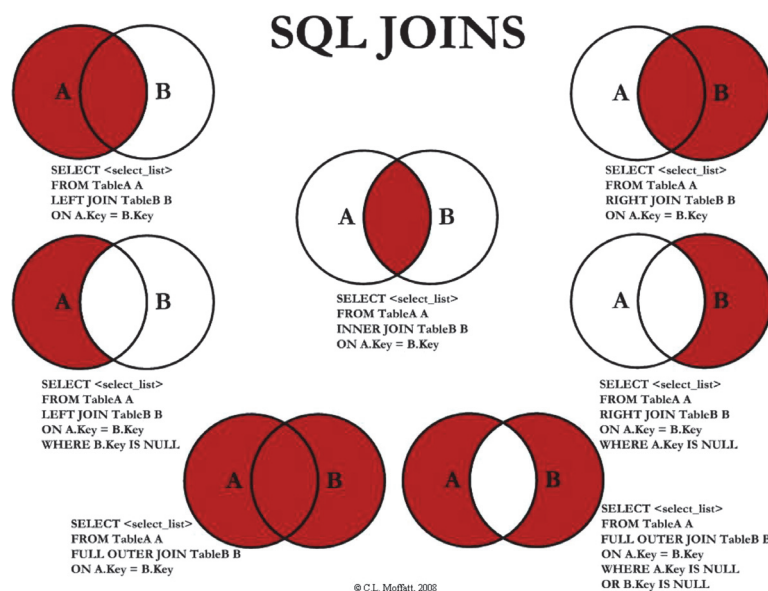 SQL JOINS
A B
SELECT <select_list>
FROM TableA A
LEFT JOIN TableB B
ON A.Key = B.Key
A B
SELECT <select_list>
FROM TableA A
RIGHT JOIN TableB B
ON A.Key = B.Key
A B
SELECT <select_list>
FROM TableA A
INNER JOIN TableB B
ON A.Key = B.Key
A B
SELECT <select_list>
FROM TableA A
LEFT JOIN TableB B
ON A.Key = B.Key
WHERE B.Key IS NULL
A B
SELECT <select_list>
FROM TableA A
RIGHT JOIN TableB B
ON A.Key = B.Key
WHERE A.Key IS NULL
A B
SELECT <select_list>
FROM TableA A
FULL OUTER JOIN TableB B
ON A.Key = B.Key
A B
SELECT <select_list>
FROM TableA A
FULL OUTER JOIN TableB B
ON A.Key = B.Key
WHERE A.Key IS NULL
OR B.Key IS NULL
© C.L. Moffatt, 2008